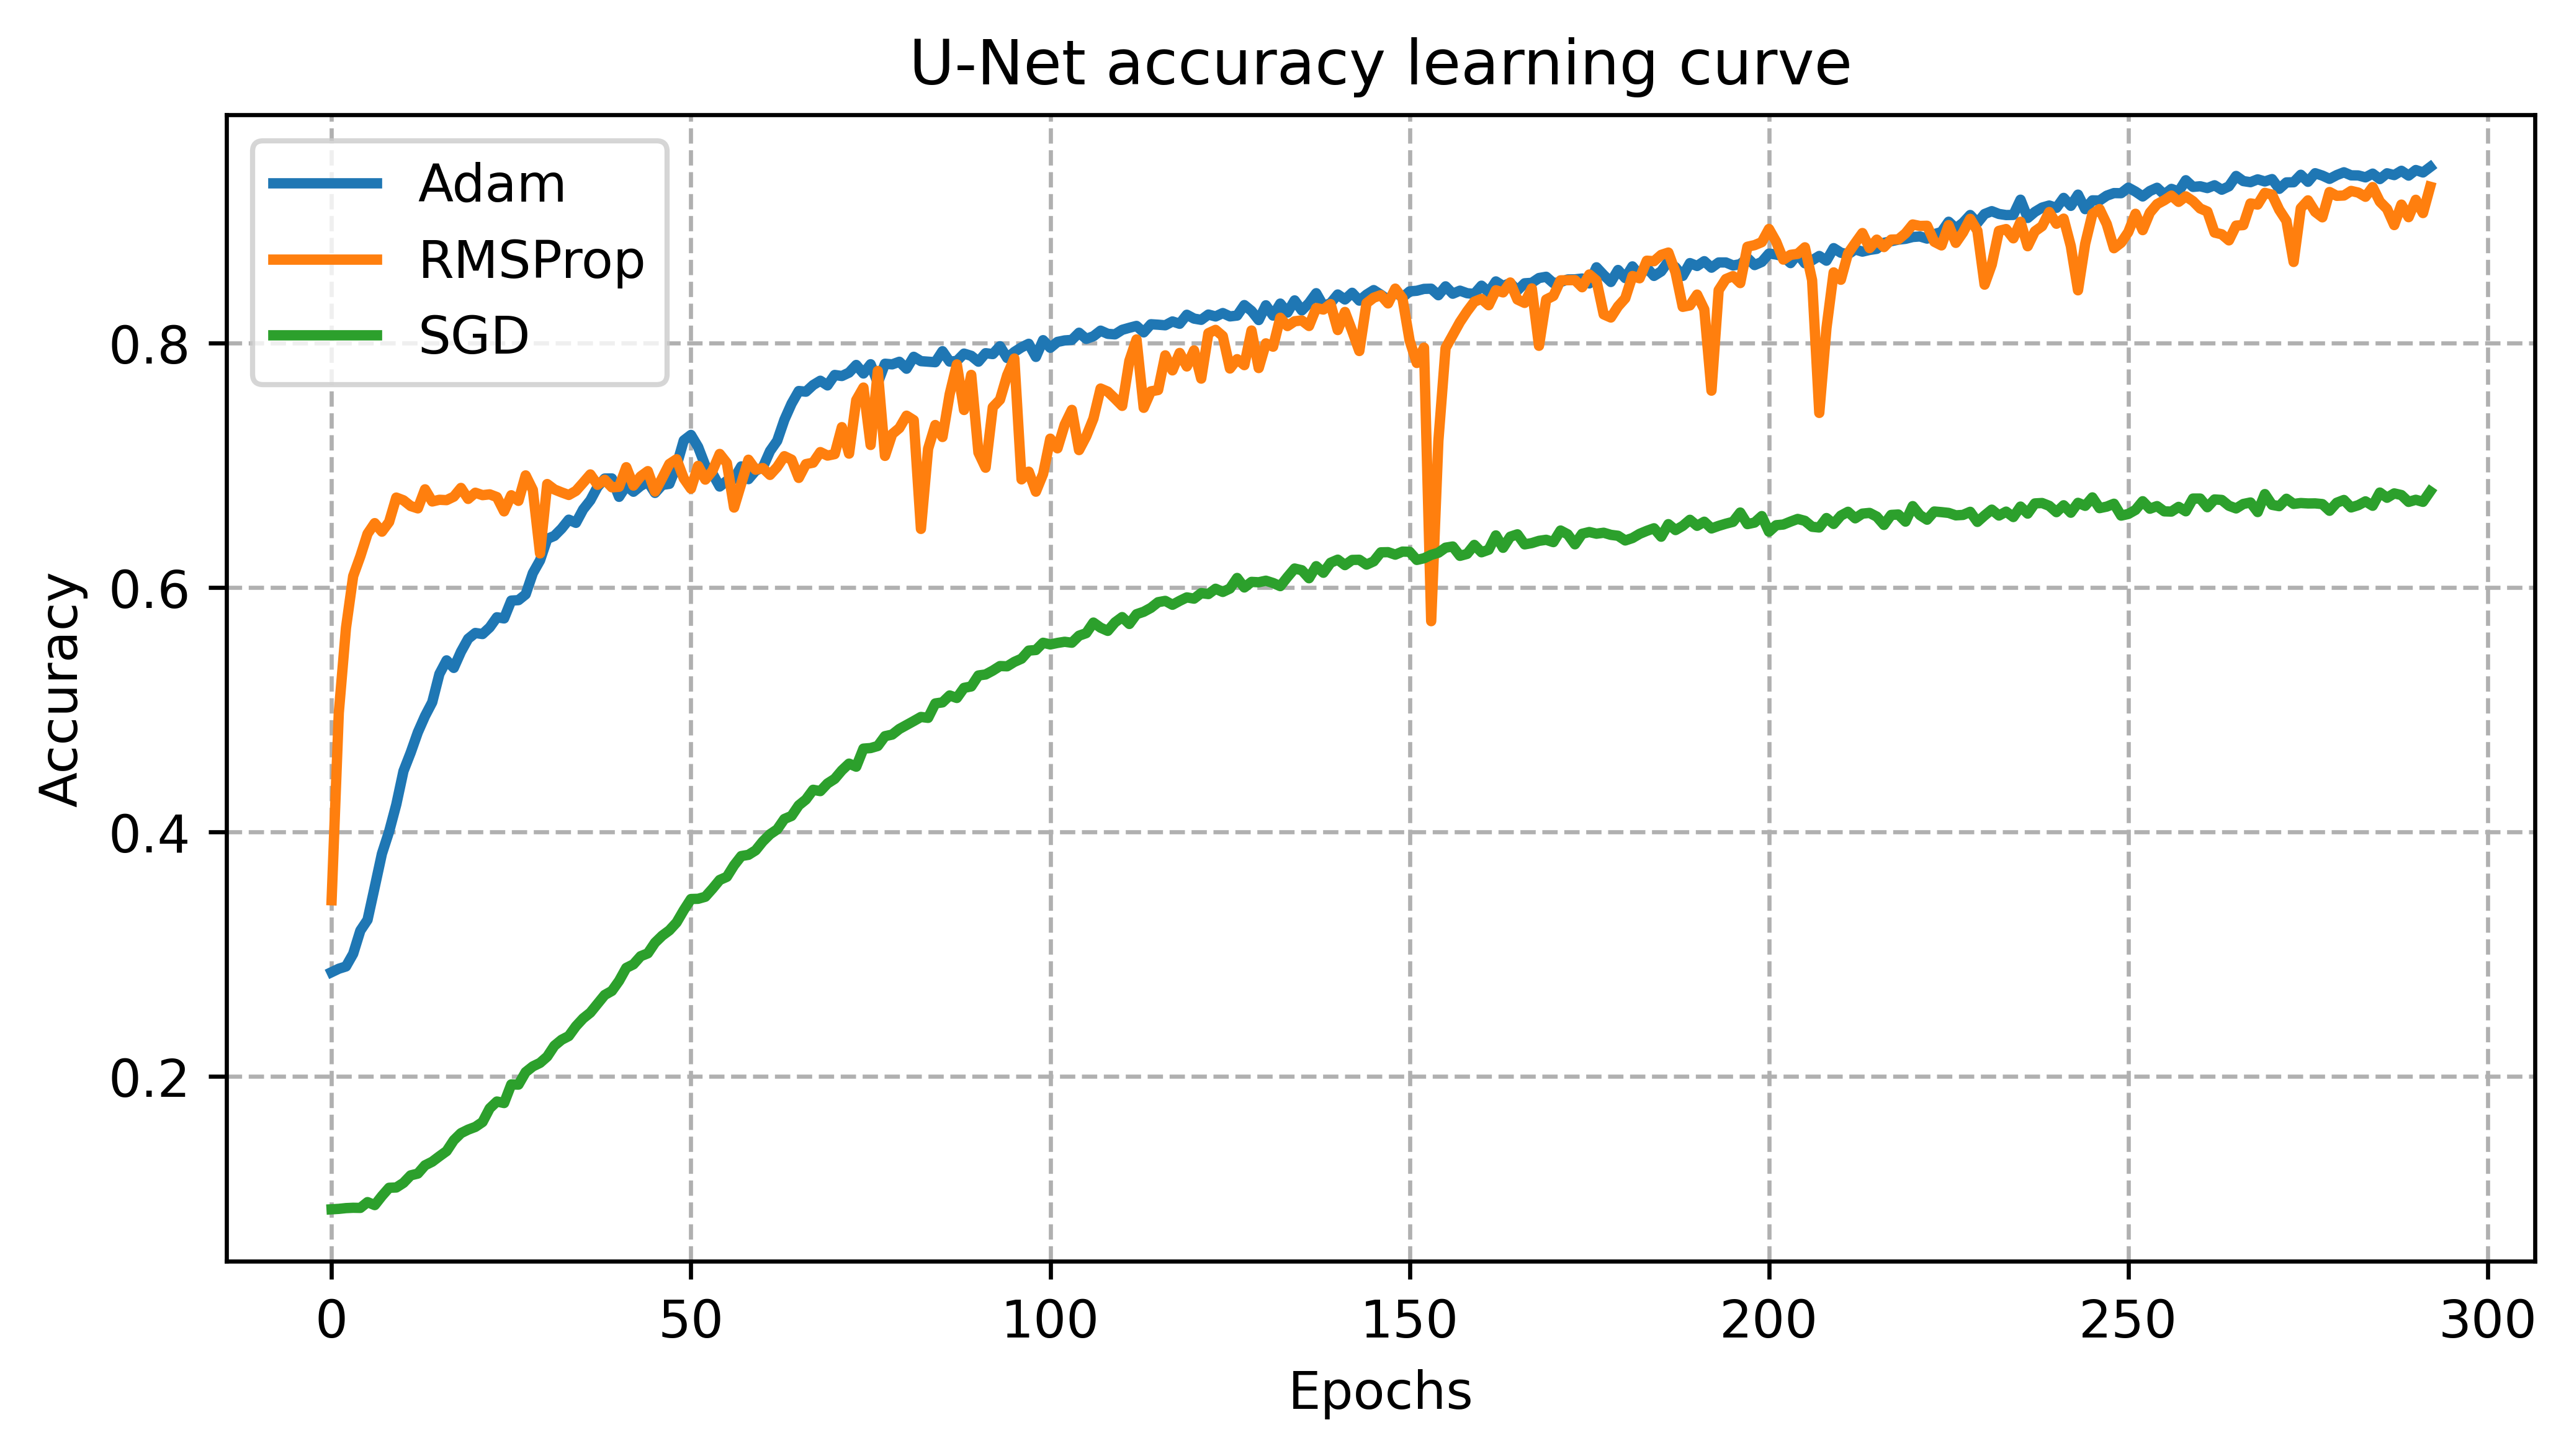 U-Net accuracy learning curve
Adam
RMSProp
SGD
Accuracy
0.8
0.6
0.4
0.2
0 50 100 150 200 250 300
Epochs